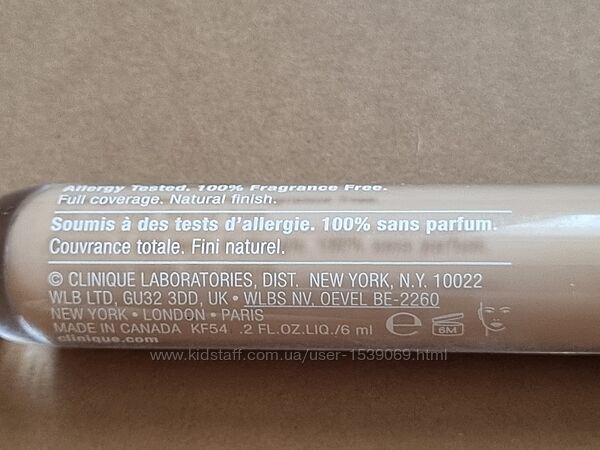 Allergy Tested. 100% Fragrance Free.
Full coverage. Natural finish.
Soumis à des tests d'allergie. 100% sans parfum.
Couvrance totale. Fini naturel.
© CLINIQUE LABORATORIES, DIST. NEW YORK, N.Y. 10022
WLB LTD, GU32 3DD, UK • WLBS NV. OEVEL BE-2260
NEW YORK • LONDON • PARIS
MADE IN CANADA KF54 .2 FL.OZ.LIQ./6 ml e 6M
clinique.com
www.kidstaff.com.ua/user-1539069.html